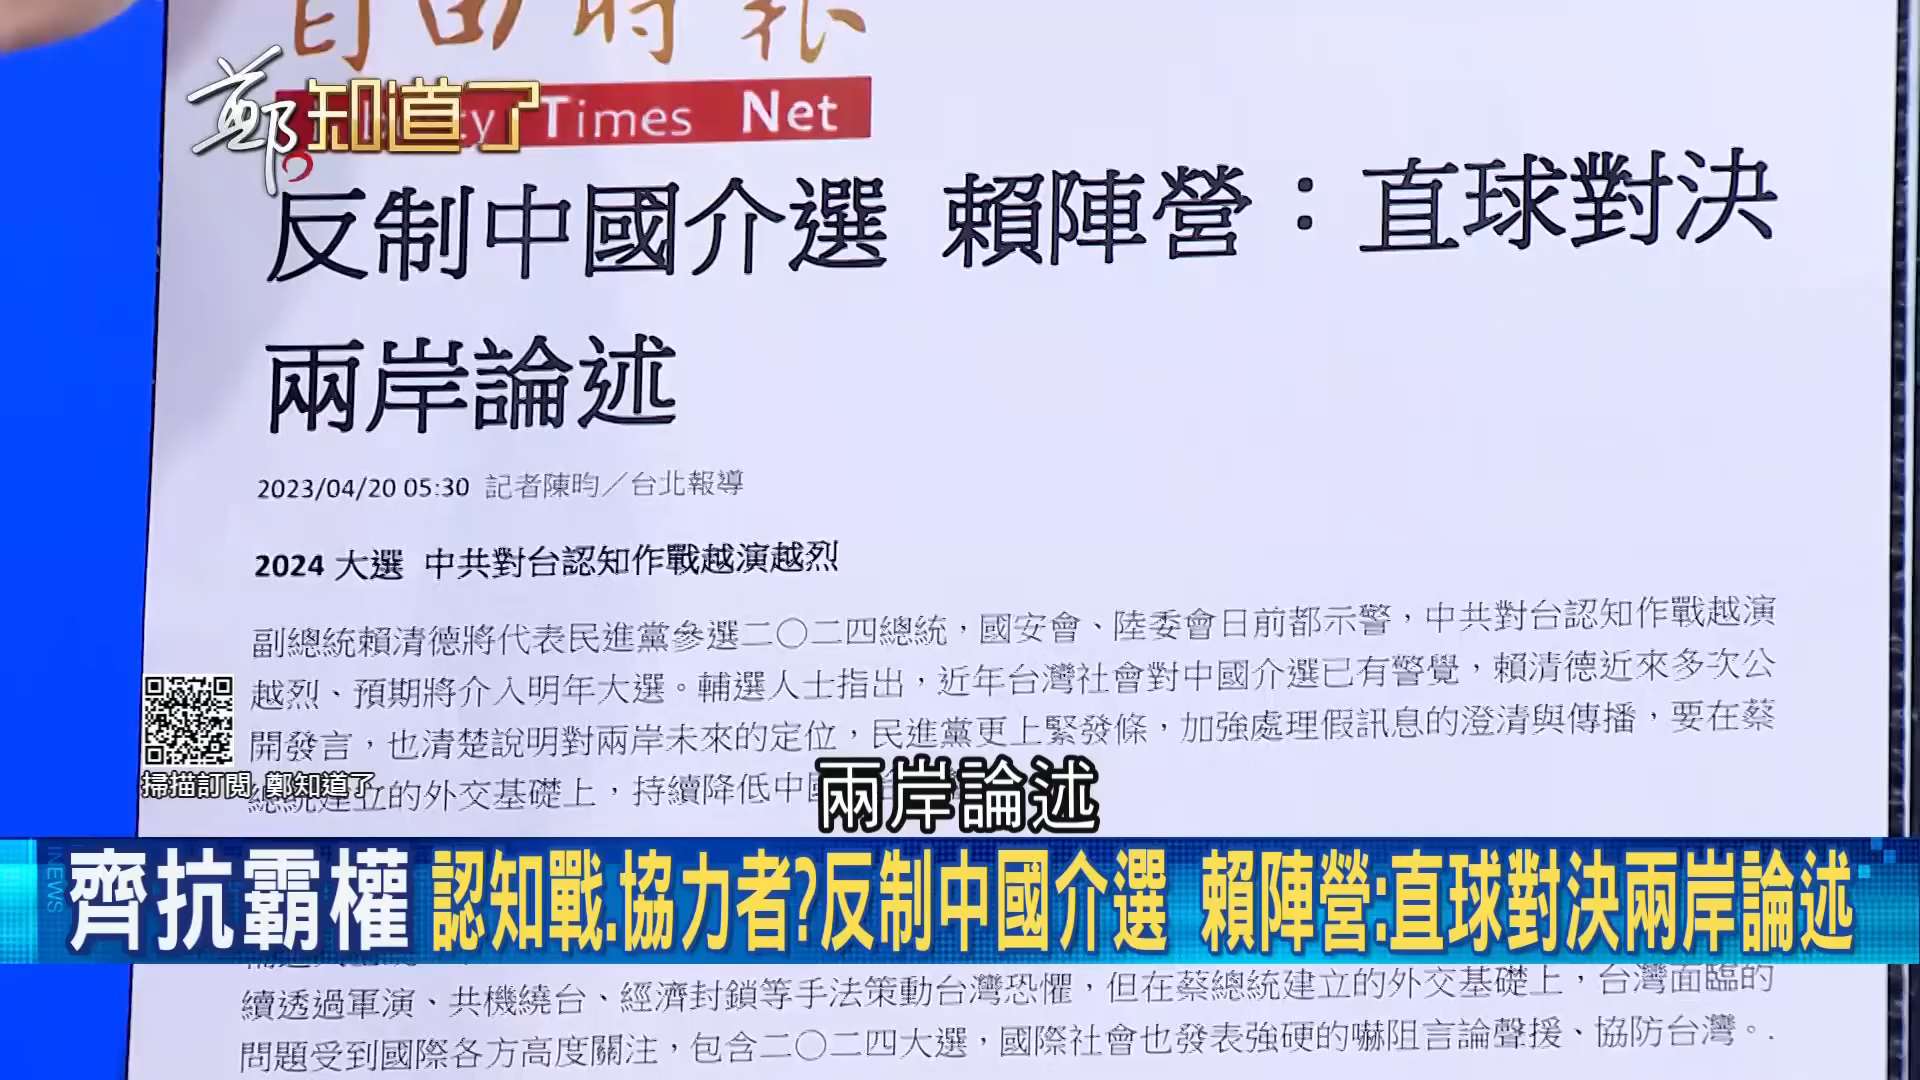 自由時報
鄭知道了
Times Net
反制中國介選 賴陣營：直球對決
兩岸論述
2023/04/20 05:30 記者陳昀／台北報導
2024 大選 中共對台認知作戰越演越烈
副總統賴清德將代表民進黨參選二〇二四總統，國安會、陸委會日前都示警，中共對台認知作戰越演
越烈、預期將介入明年大選。輔選人士指出，近年台灣社會對中國介選已有警覺，賴清德近來多次公
開發言，也清楚說明對兩岸未來的定位，民進黨更上緊發條，加強處理假訊息的澄清與傳播，要在蔡
總統建立的外交基礎上，持續降低中國
掃描訂閱 鄭知道了
兩岸論述
INEWS
齊抗霸權 認知戰.協力者?反制中國介選 賴陣營:直球對決兩岸論述
續透過軍演、共機繞台、經濟封鎖等手法策動台灣恐懼，但在蔡總統建立的外交基礎上，台灣面臨的
問題受到國際各方高度關注，包含二〇二四大選，國際社會也發表強硬的嚇阻言論聲援、協防台灣。